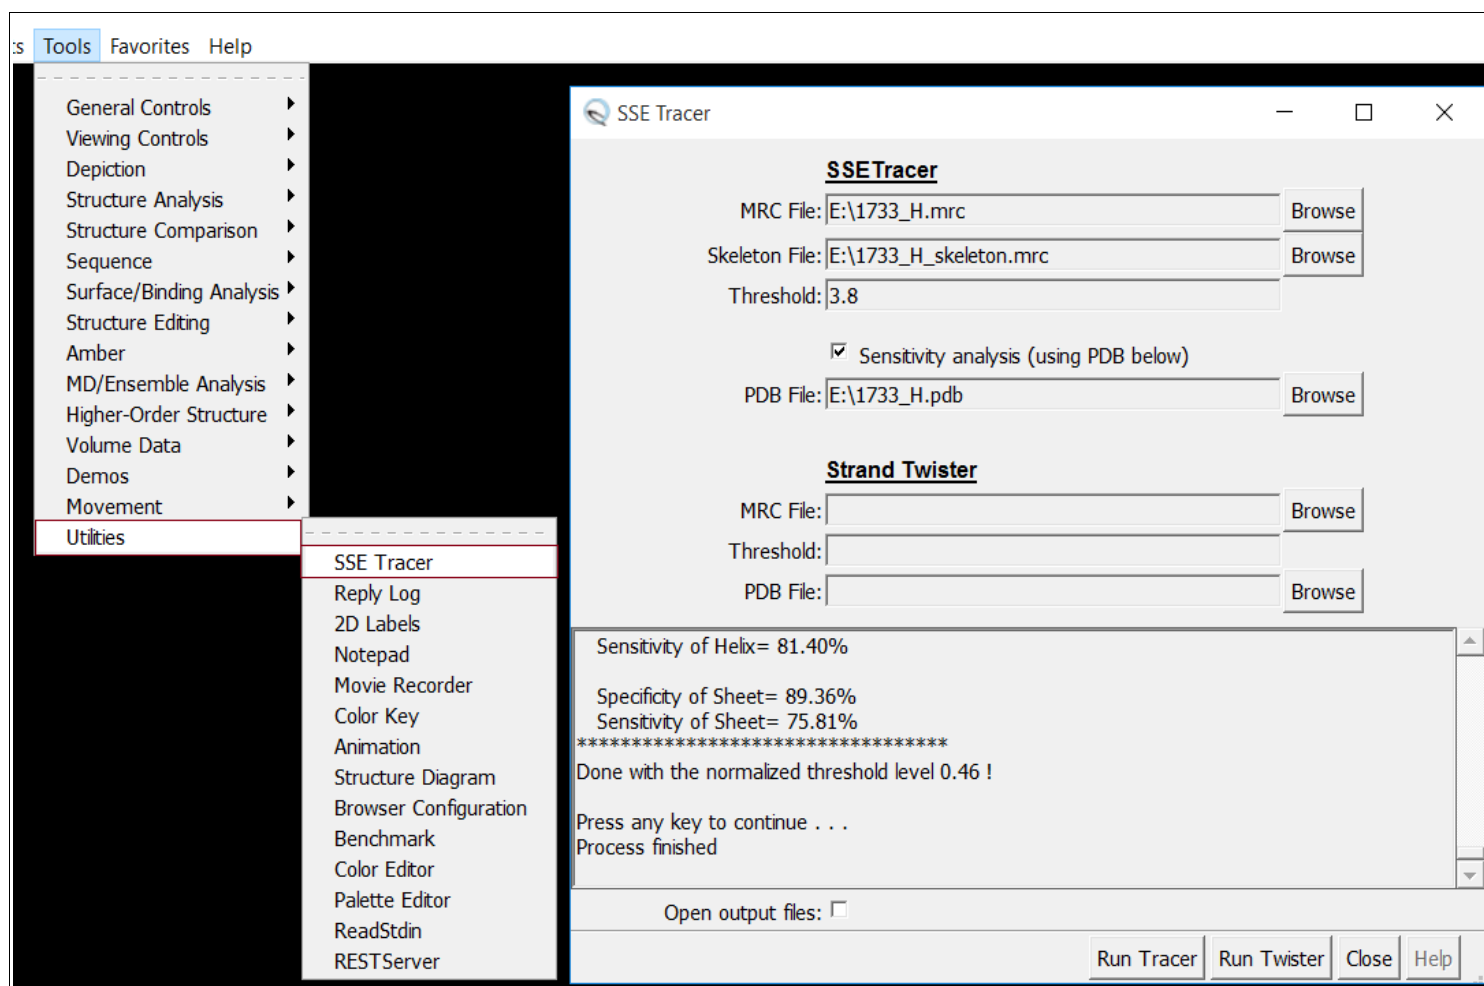 ts Tools Favorites Help
General Controls
Viewing Controls
Depiction
Structure Analysis
Structure Comparison
Sequence
Surface/Binding Analysis
Structure Editing
Amber
MD/Ensemble Analysis
Higher-Order Structure
Volume Data
Demos
Movement
Utilities
SSE Tracer
Reply Log
2D Labels
Notepad
Movie Recorder
Color Key
Animation
Structure Diagram
Browser Configuration
Benchmark
Color Editor
Palette Editor
ReadStdin
RESTServer
SSE Tracer
SSETracer
MRC File: E:\1733_H.mrc Browse
Skeleton File: E:\1733_H_skeleton.mrc Browse
Threshold: 3.8
Sensitivity analysis (using PDB below)
PDB File: E:\1733_H.pdb Browse
Strand Twister
MRC File: Browse
Threshold:
PDB File: Browse
Sensitivity of Helix= 81.40%
Specificity of Sheet= 89.36%
Sensitivity of Sheet= 75.81%
**********************************
Done with the normalized threshold level 0.46 !
Press any key to continue . . .
Process finished
Open output files:
Run Tracer Run Twister Close Help